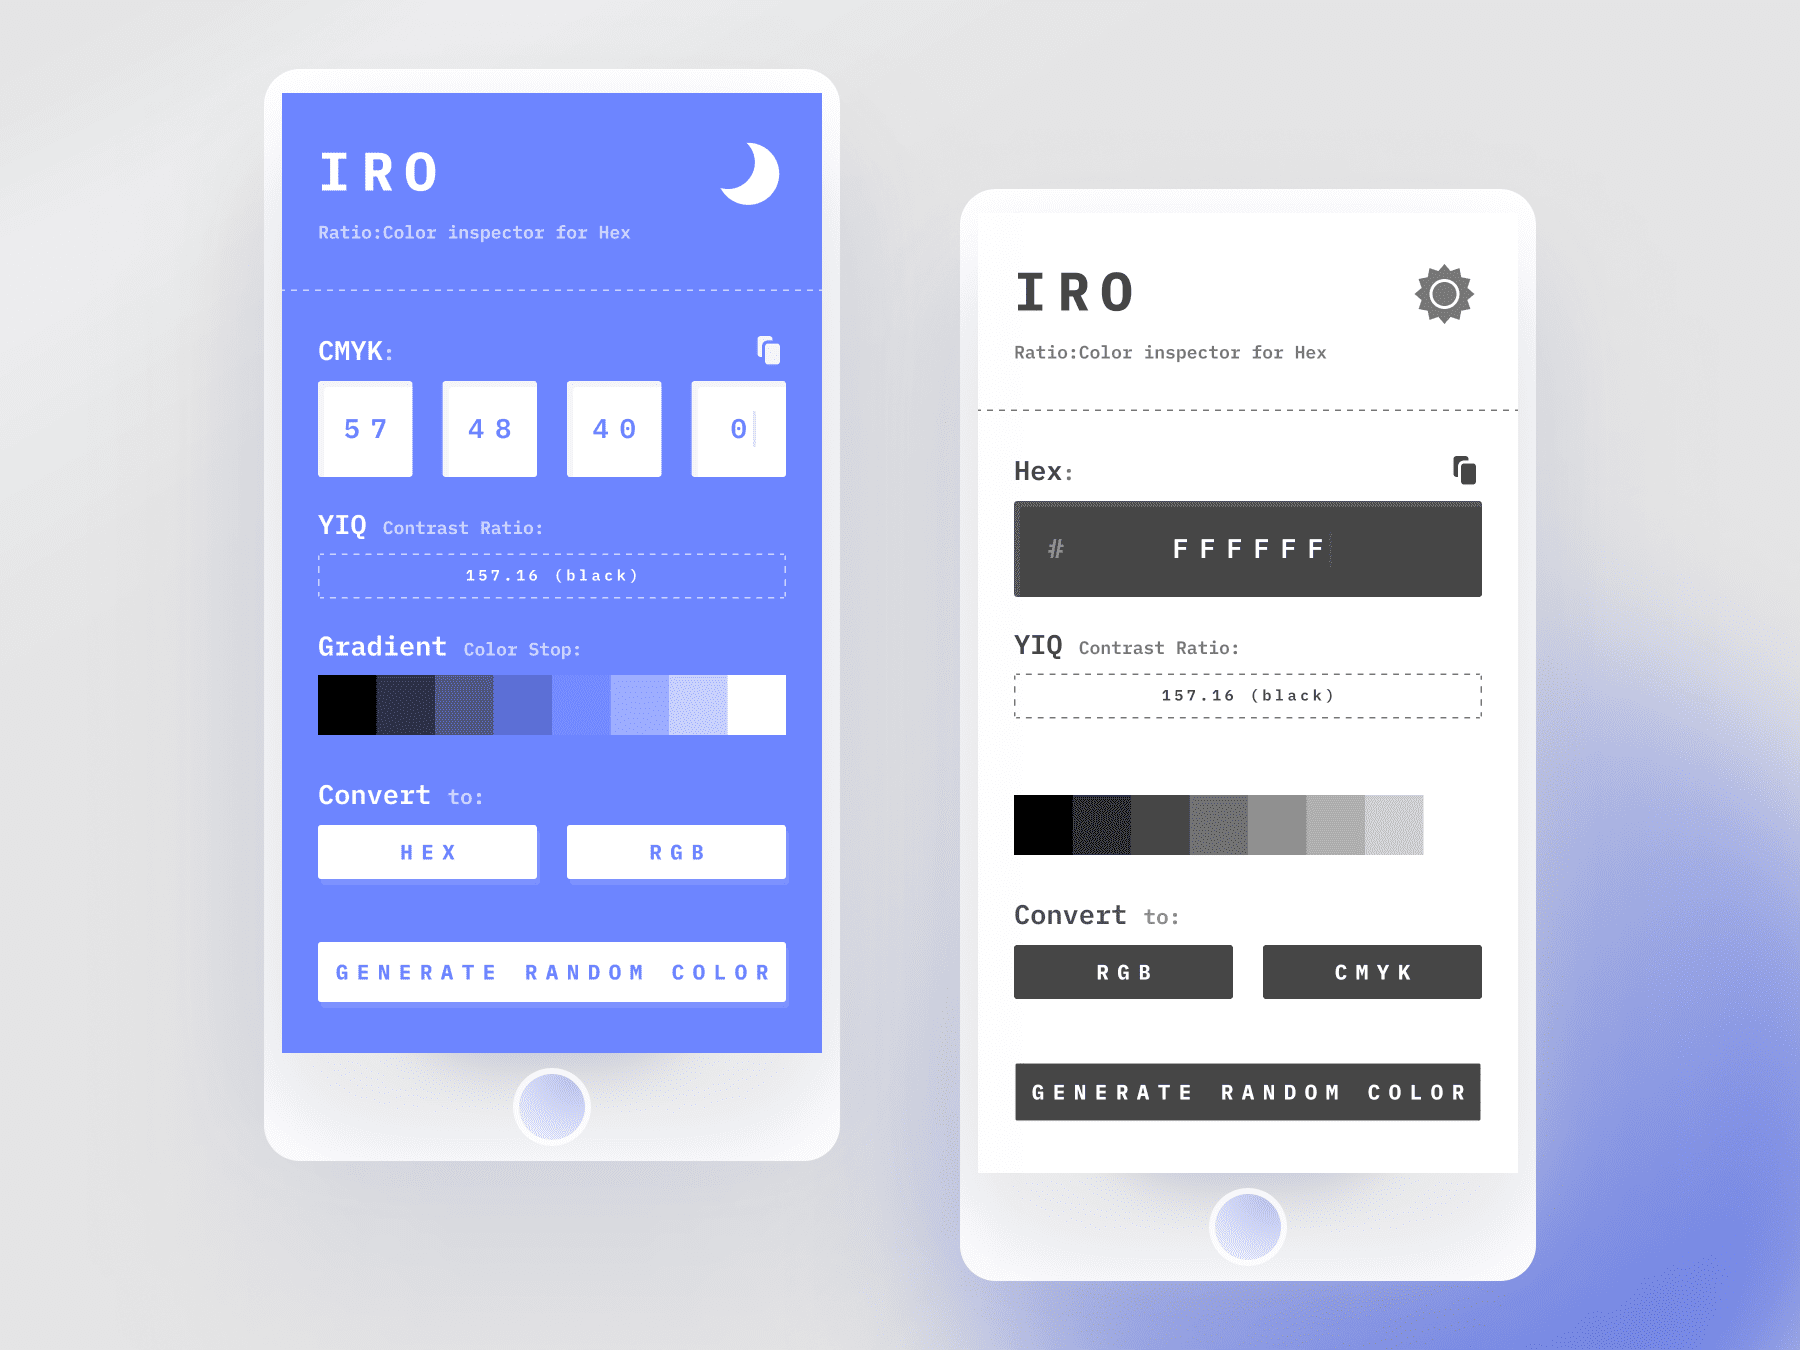 IRO
Ratio:Color inspector for Hex
CMYK:
57 48 40 0
YIQ Contrast Ratio:
157.16 (black)
Gradient Color Stop:
Convert to:
HEX RGB
GENERATE RANDOM COLOR
IRO
Ratio:Color inspector for Hex
Hex:
# FFFFFF
YIQ Contrast Ratio:
157.16 (black)
Convert to:
RGB CMYK
GENERATE RANDOM COLOR